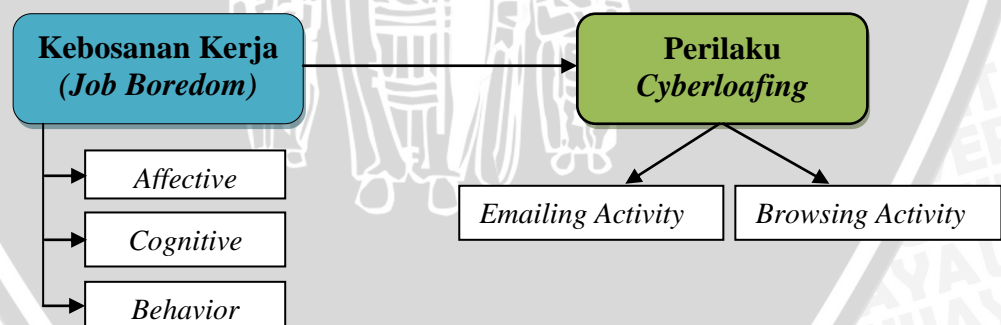 Kebosanan Kerja
(Job Boredom)
Perilaku
Cyberloafing
Affective
Cognitive
Behavior
Emailing Activity
Browsing Activity